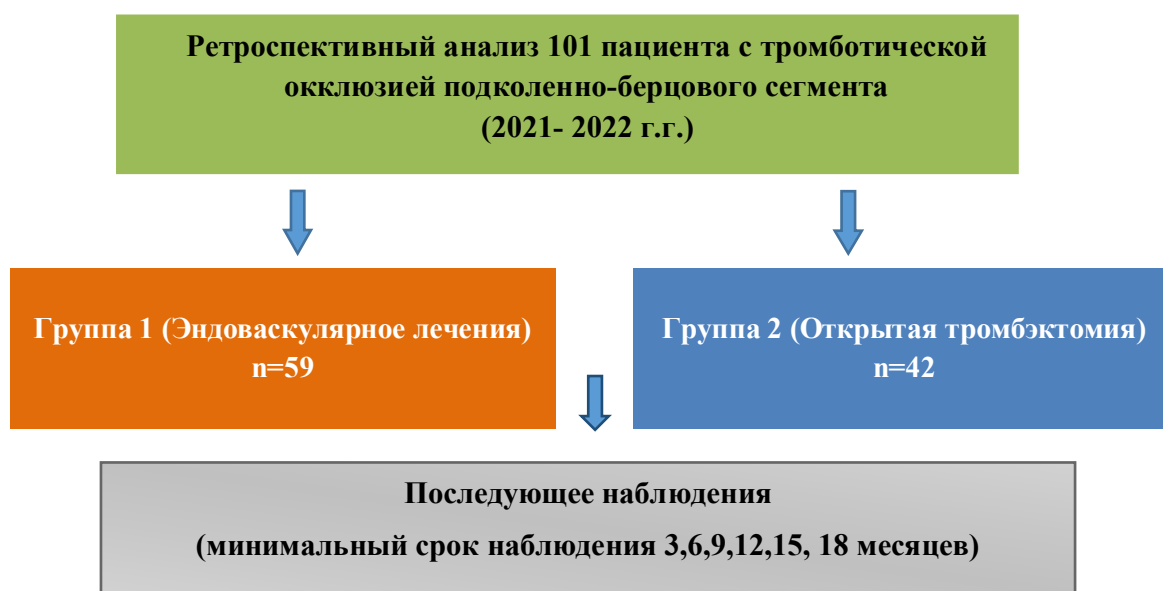 Ретроспективный анализ 101 пациента с тромботической
окклюзией подколенно-берцового сегмента
(2021- 2022 г.г.)
Группа 1 (Эндоваскулярное лечения)
n=59
Группа 2 (Открытая тромбэктомия)
n=42
Последующее наблюдения
(минимальный срок наблюдения 3,6,9,12,15, 18 месяцев)